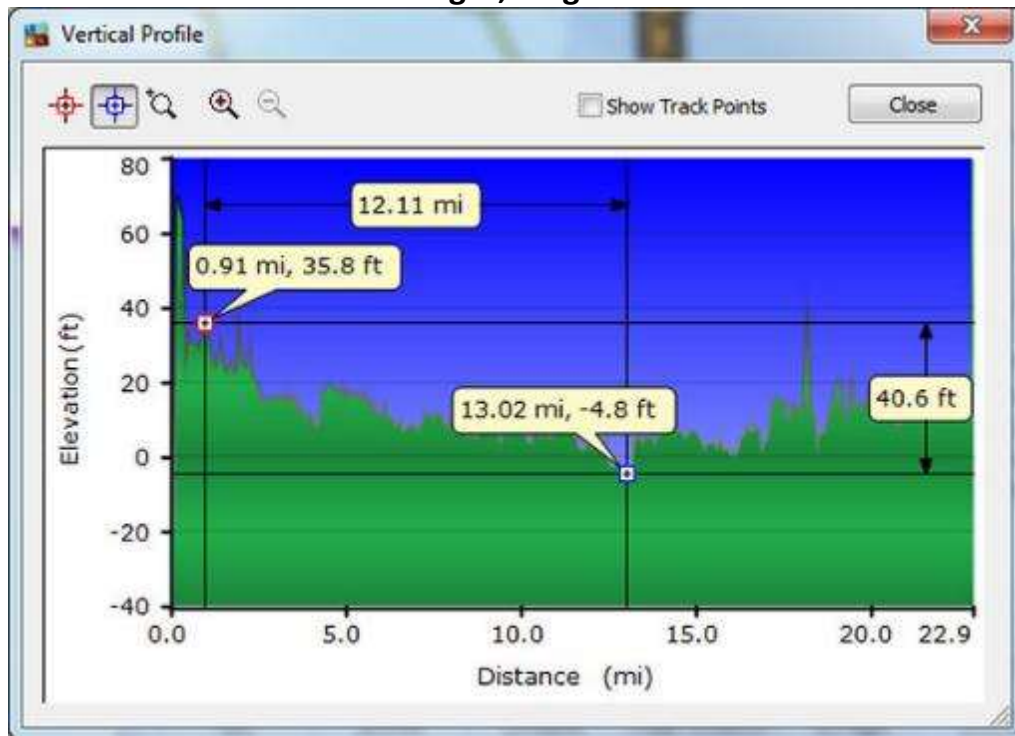 Vertical Profile
Show Track Points
Close
80
60
40
20
0
-20
-40
Elevation (ft)
12.11 mi
0.91 mi, 35.8 ft
13.02 mi, -4.8 ft
40.6 ft
0.0 5.0 10.0 15.0 20.0 22.9
Distance (mi)